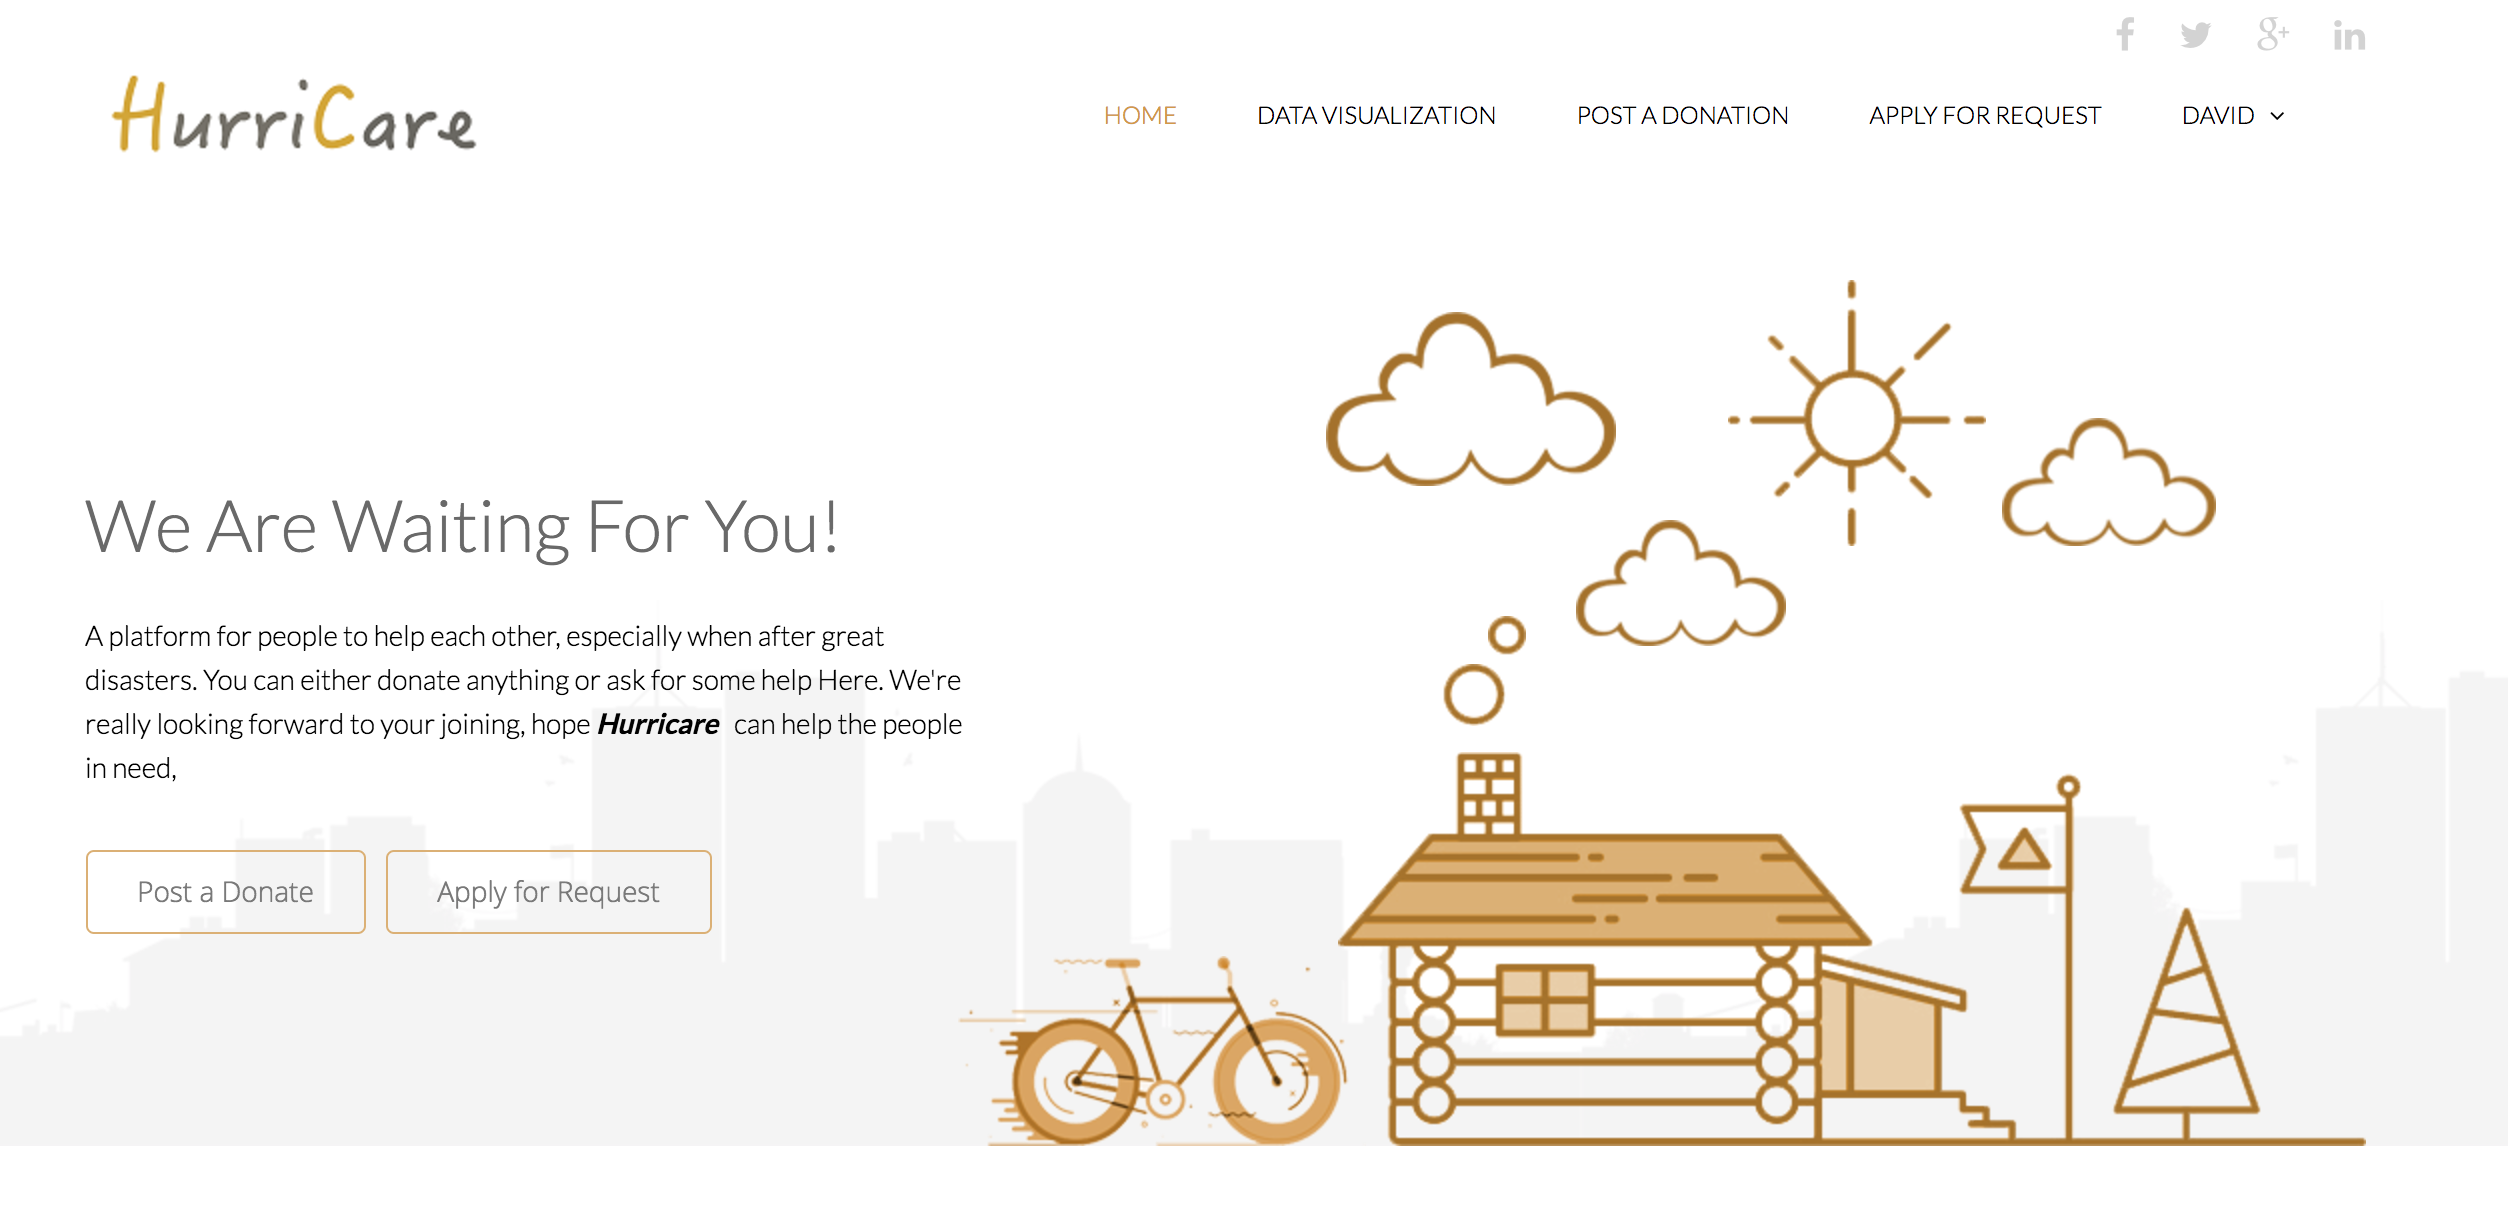 HurriCare
HOME
DATA VISUALIZATION
POST A DONATION
APPLY FOR REQUEST
DAVID
We Are Waiting For You!
A platform for people to help each other, especially when after great
disasters. You can either donate anything or ask for some help Here. We're
really looking forward to your joining, hope Hurricare can help the people
in need,
Post a Donate
Apply for Request